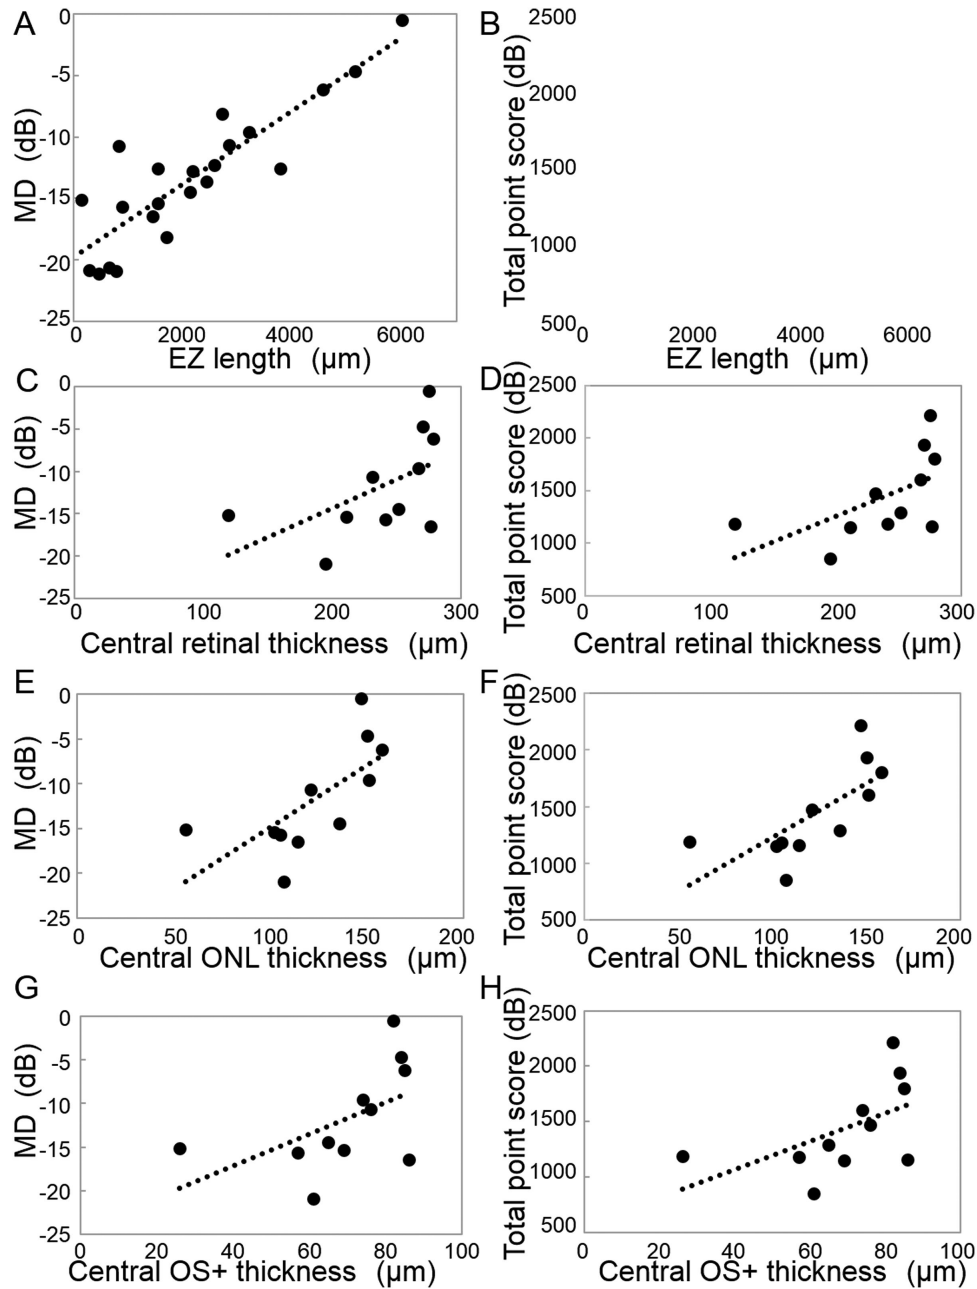 A
MD (dB)
0
-5
-10
-15
-20
-25
0 2000 4000 6000
EZ length (μm)
B
Total point score (dB)
2500
2000
1500
1000
500
0 2000 4000 6000
EZ length (μm)
C
MD (dB)
0
-5
-10
-15
-20
-25
0 100 200 300
Central retinal thickness (μm)
D
Total point score (dB)
2500
2000
1500
1000
500
0 100 200 300
Central retinal thickness (μm)
E
MD (dB)
0
-5
-10
-15
-20
-25
0 50 100 150 200
Central ONL thickness (μm)
F
Total point score (dB)
2500
2000
1500
1000
500
0 50 100 150 200
Central ONL thickness (μm)
G
MD (dB)
0
-5
-10
-15
-20
-25
0 20 40 60 80 100
Central OS+ thickness (μm)
H
Total point score (dB)
2500
2000
1500
1000
500
0 20 40 60 80 100
Central OS+ thickness (μm)